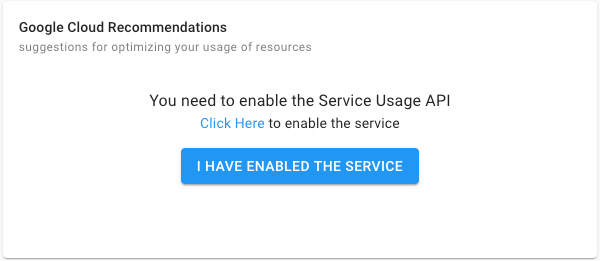 Google Cloud Recommendations
suggestions for optimizing your usage of resources
You need to enable the Service Usage API
Click Here to enable the service
I HAVE ENABLED THE SERVICE